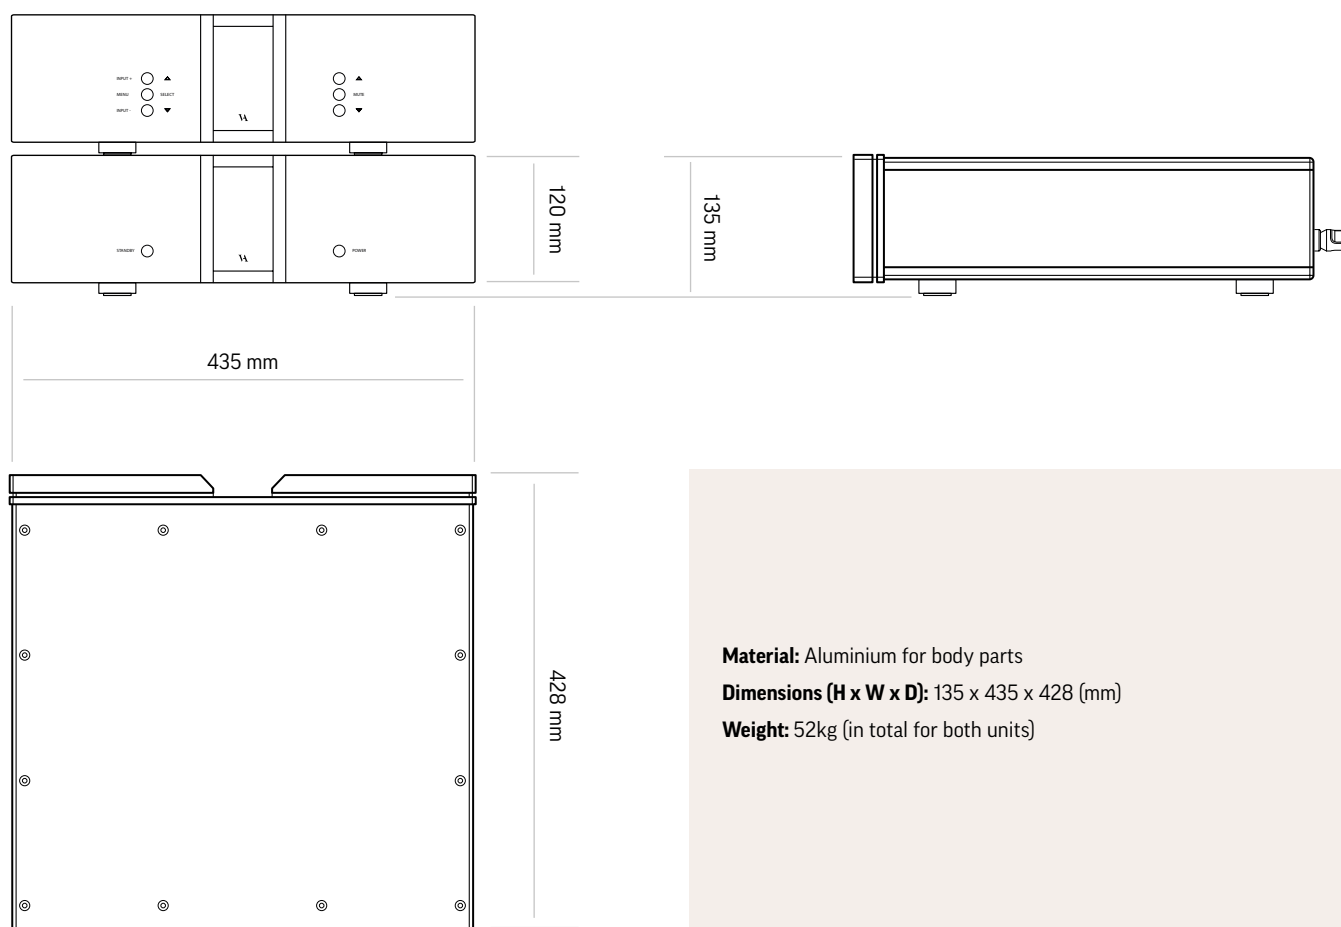 INPUT +
MENU
SELECT
INPUT -
MUTE
STANDBY
POWER
120 mm
135 mm
435 mm
428 mm
Material: Aluminium for body parts
Dimensions (H x W x D): 135 x 435 x 428 (mm)
Weight: 52kg (in total for both units)